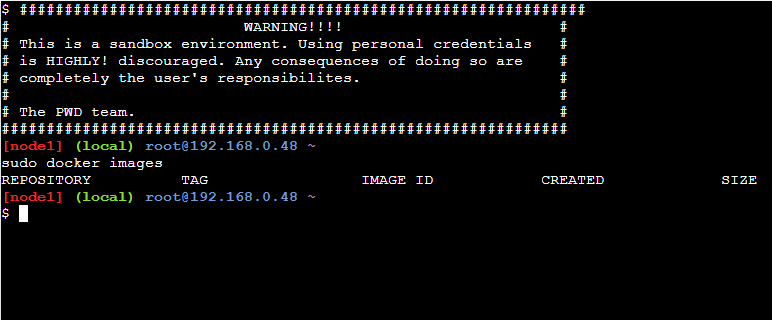 $ ###############################################################
#                          WARNING!!!!                        #
# This is a sandbox environment. Using personal credentials   #
# is HIGHLY! discouraged. Any consequences of doing so are    #
# completely the user's responsibilites.                      #
#                                                             #
# The PWD team.                                               #
###############################################################
[node1] (local) root@192.168.0.48 ~
sudo docker images
REPOSITORY          TAG                 IMAGE ID            CREATED             SIZE
[node1] (local) root@192.168.0.48 ~
$